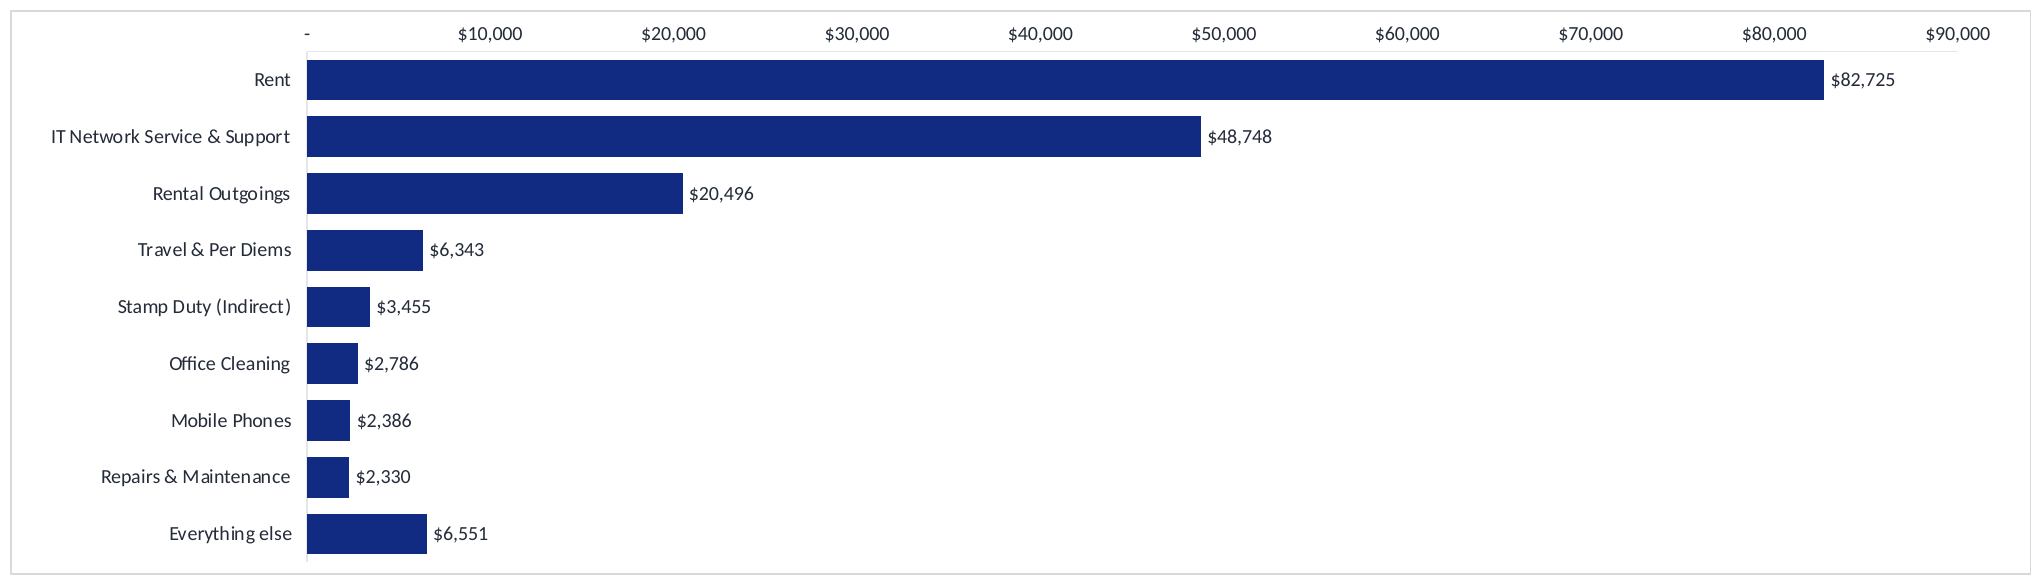 - $10,000 $20,000 $30,000 $40,000 $50,000 $60,000 $70,000 $80,000 $90,000
Rent $82,725
IT Network Service & Support $48,748
Rental Outgoings $20,496
Travel & Per Diems $6,343
Stamp Duty (Indirect) $3,455
Office Cleaning $2,786
Mobile Phones $2,386
Repairs & Maintenance $2,330
Everything else $6,551